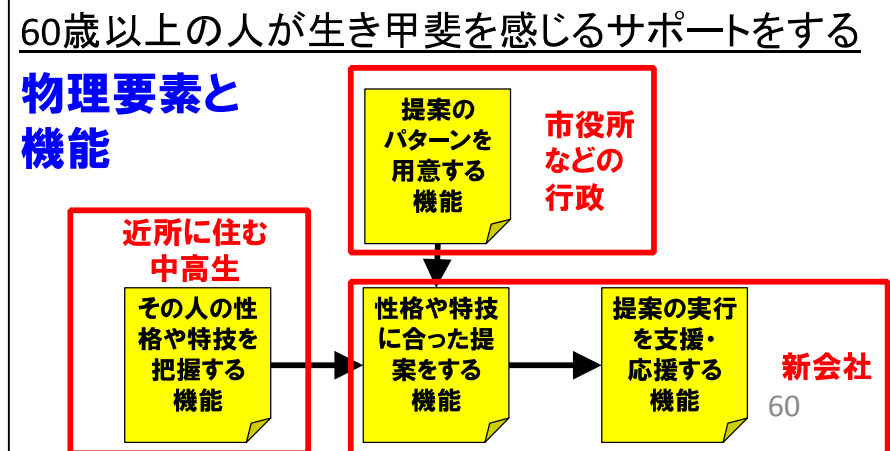 60歳以上の人が生き甲斐を感じるサポートをする
物理要素と
機能
提案の
パターンを
用意する
機能
市役所
などの
行政
近所に住む
中高生
その人の性
格や特技を
把握する
機能
性格や特技
に合った提
案をする
機能
提案の実行
を支援・
応援する
機能
新会社
60